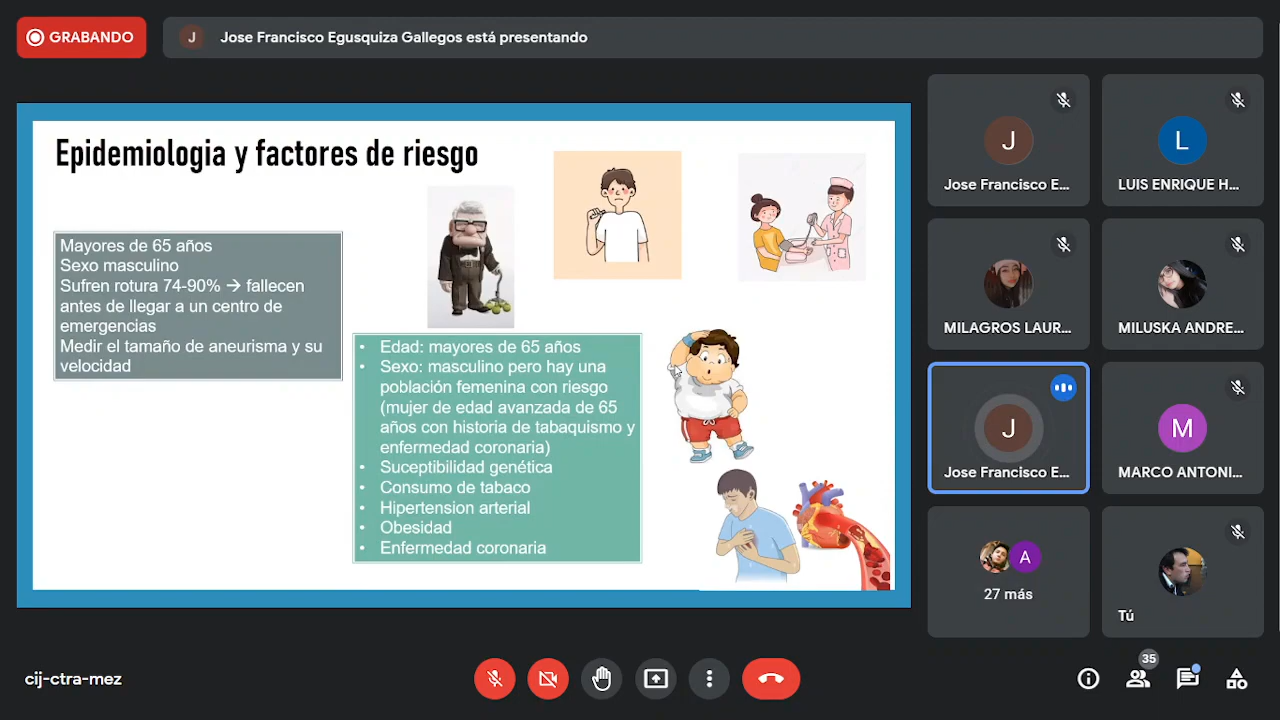 GRABANDO
J
Jose Francisco Egusquiza Gallegos está presentando
Epidemiologia y factores de riesgo
Mayores de 65 años
Sexo masculino
Sufren rotura 74-90% → fallecen
antes de llegar a un centro de
emergencias
Medir el tamaño de aneurisma y su
velocidad
• Edad: mayores de 65 años
• Sexo: masculino pero hay una
población femenina con riesgo
(mujer de edad avanzada de 65
años con historia de tabaquismo y
enfermedad coronaria)
• Suceptibilidad genética
• Consumo de tabaco
• Hipertension arterial
• Obesidad
• Enfermedad coronaria
J
Jose Francisco E...
L
LUIS ENRIQUE H...
MILAGROS LAUR...
MILUSKA ANDRE...
J
Jose Francisco E...
M
MARCO ANTONI...
A
27 más
Tú
cij-ctra-mez
35